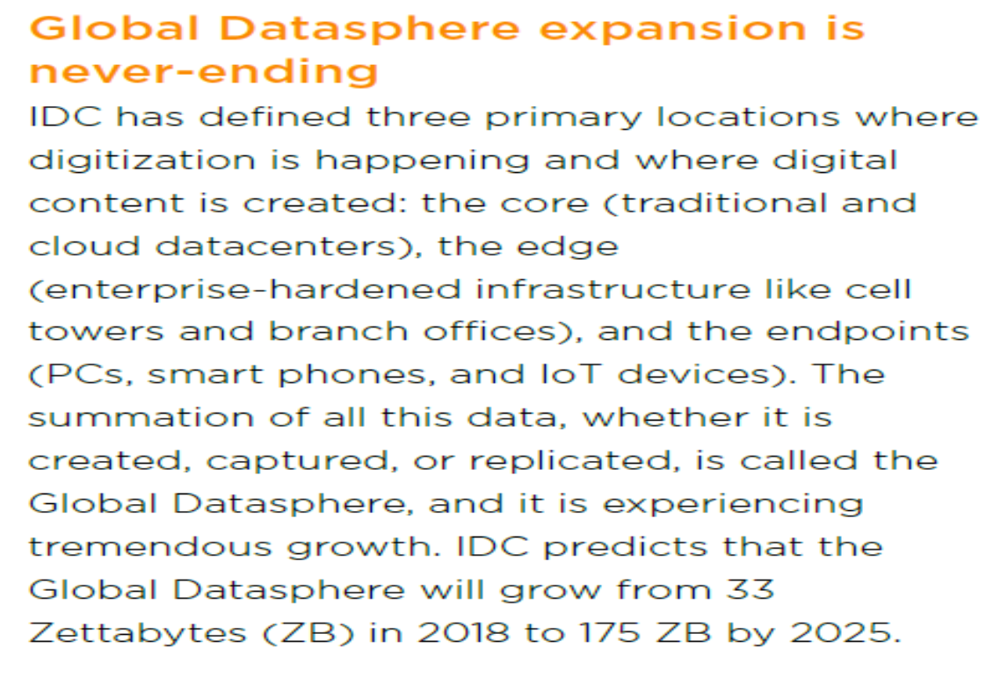 Global Datasphere expansion is
never-ending
IDC has defined three primary locations where
digitization is happening and where digital
content is created: the core (traditional and
cloud datacenters), the edge
(enterprise-hardened infrastructure like cell
towers and branch offices), and the endpoints
(PCs, smart phones, and IoT devices). The
summation of all this data, whether it is
created, captured, or replicated, is called the
Global Datasphere, and it is experiencing
tremendous growth. IDC predicts that the
Global Datasphere will grow from 33
Zettabytes (ZB) in 2018 to 175 ZB by 2025.